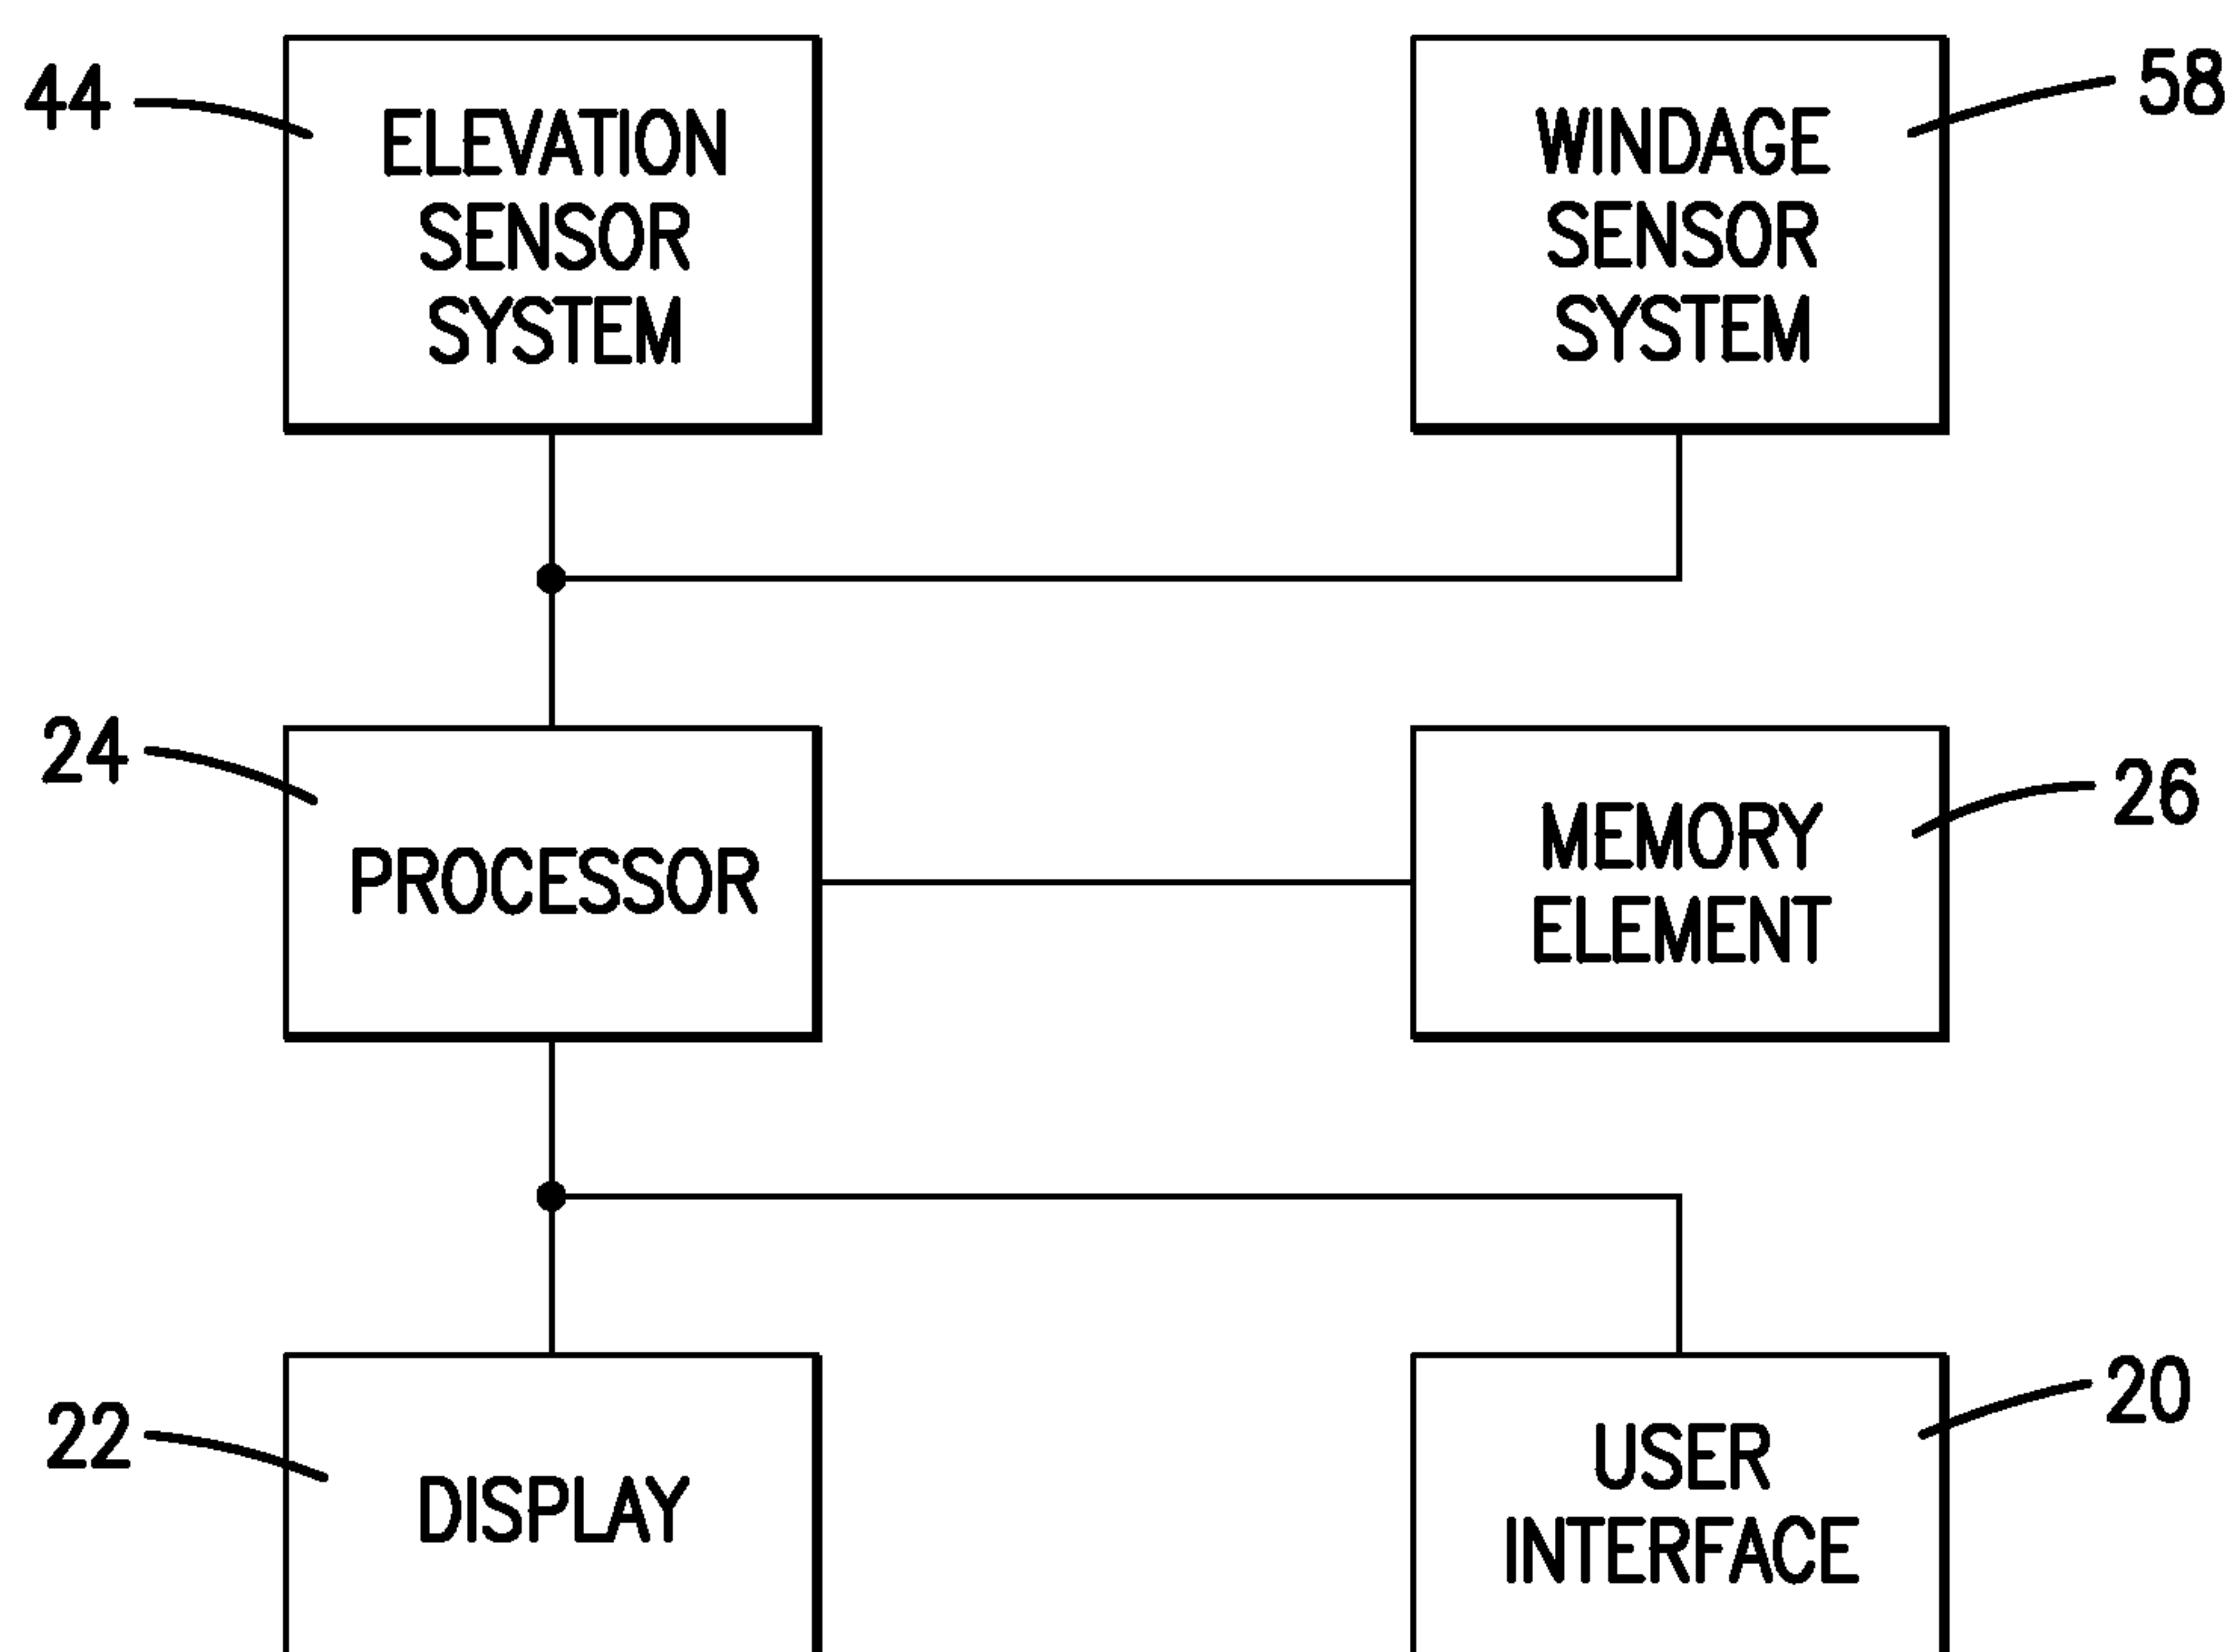 44
ELEVATION
SENSOR
SYSTEM
58
WINDAGE
SENSOR
SYSTEM
24
PROCESSOR
26
MEMORY
ELEMENT
22
DISPLAY
20
USER
INTERFACE